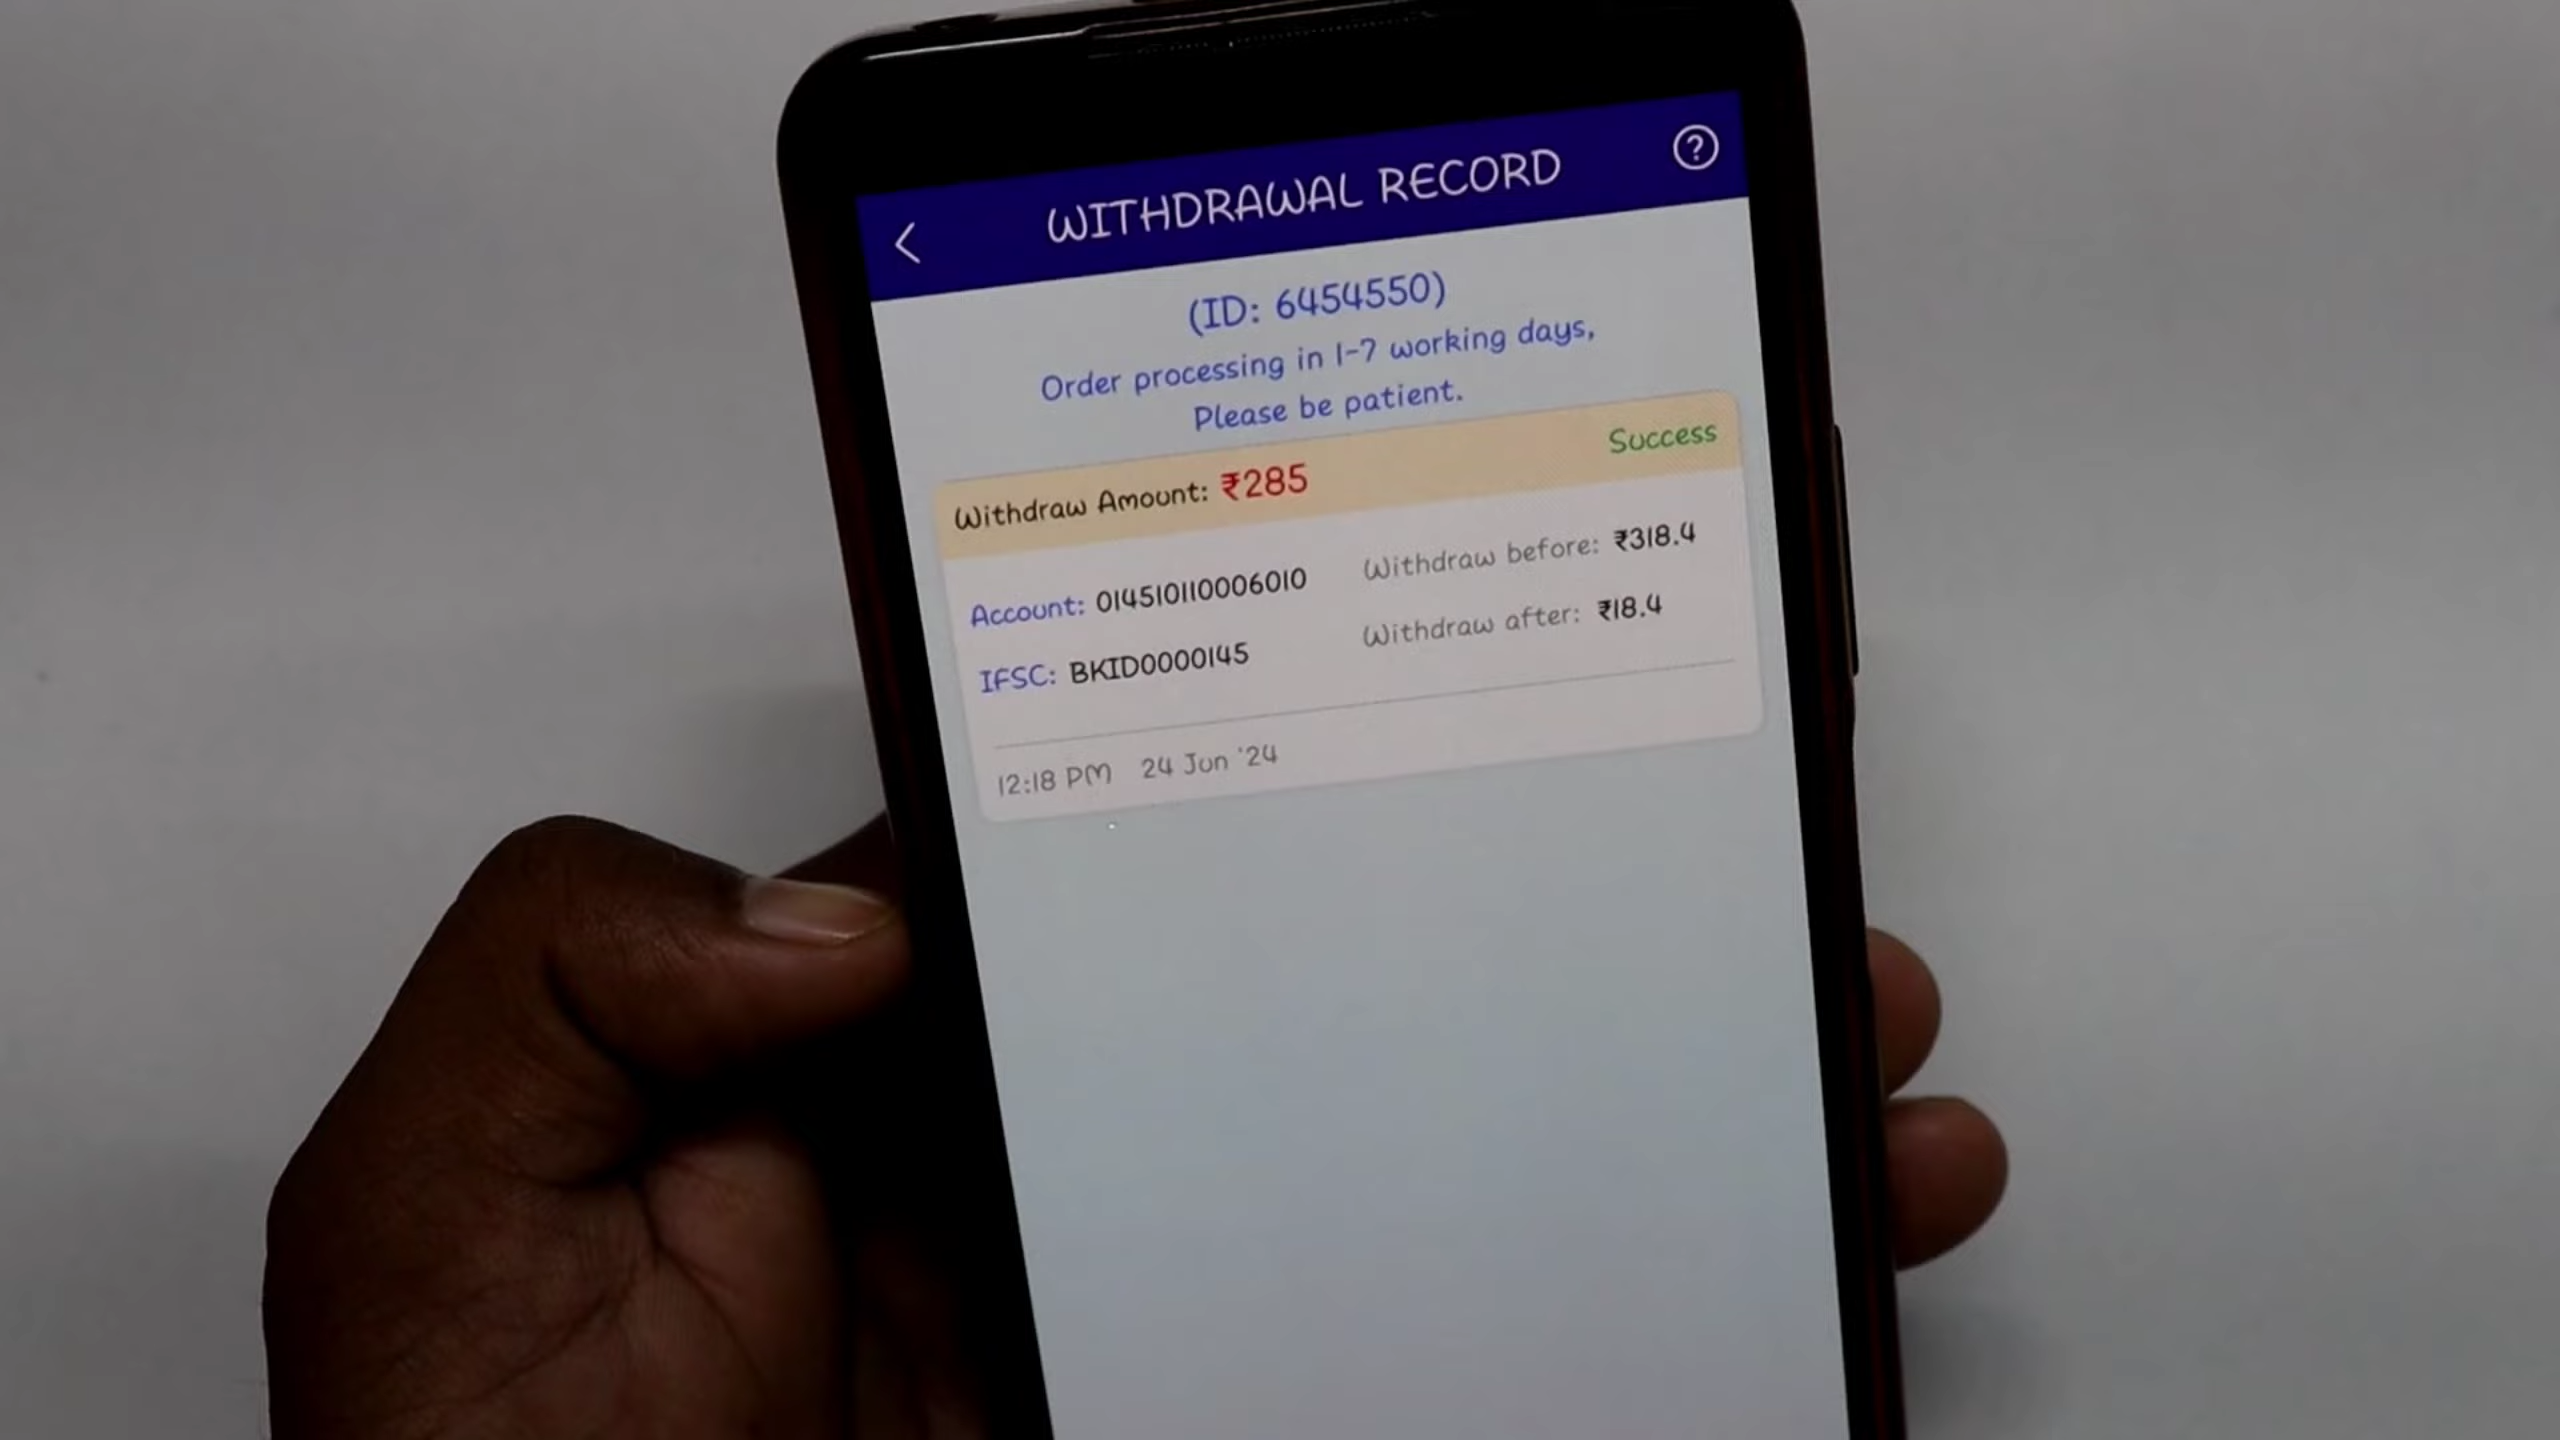 WITHDRAWAL RECORD
(ID: 6454550)
Order processing in 1-7 working days,
Please be patient.
Withdraw Amount: ₹285 Success
Account: 014510110006010 Withdraw before: ₹318.4
IFSC: BKID0000145 Withdraw after: ₹18.4
12:18 PM 24 Jun '24